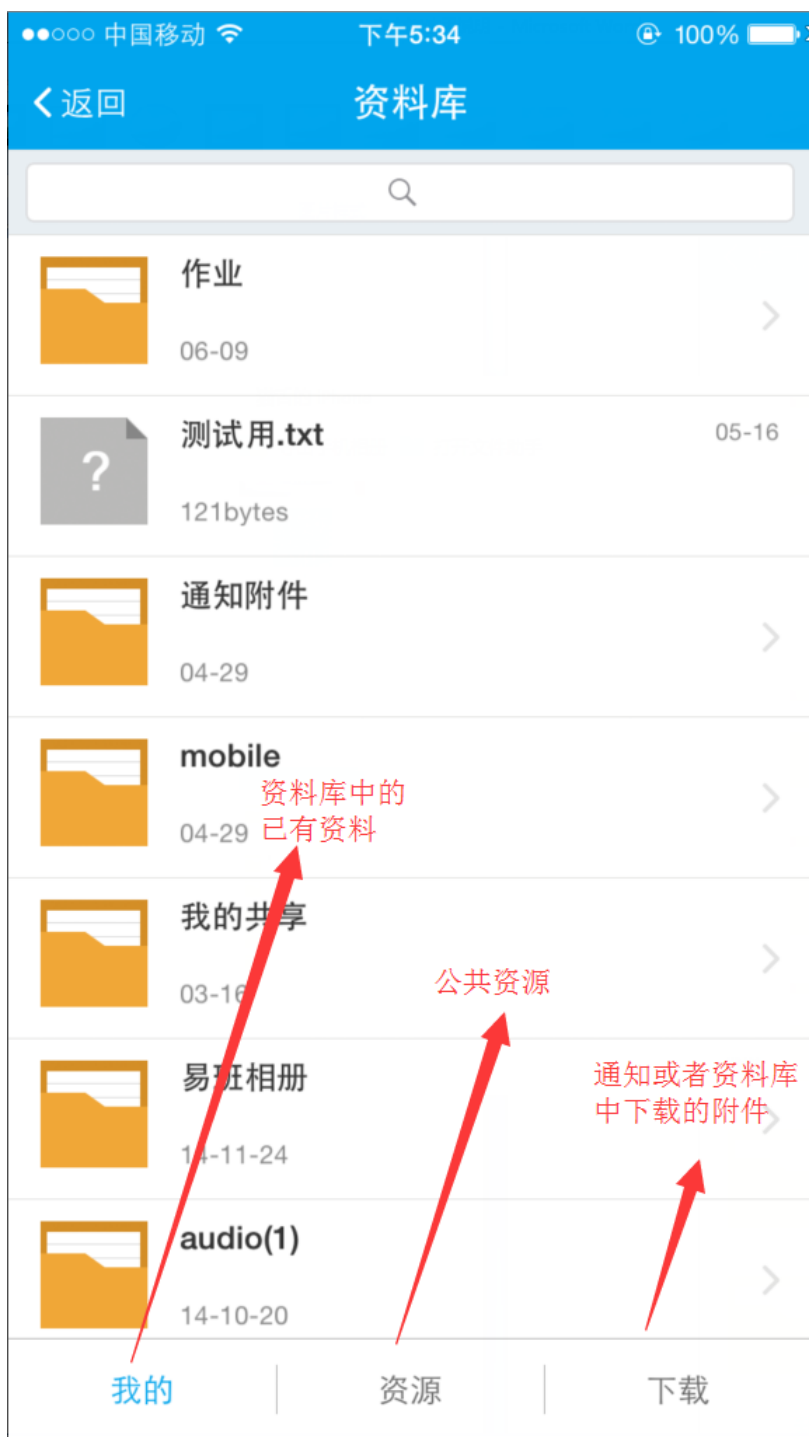 中国移动 下午5:34 100%
返回 资料库
作业
06-09
测试用.txt 05-16
121bytes
通知附件
04-29
mobile
资料库中的
04-29 已有资料
我的共享
03-16
公共资源
易班相册
通知或者资料库
中下载的附件
14-11-24
audio(1)
14-10-20
我的 资源 下载